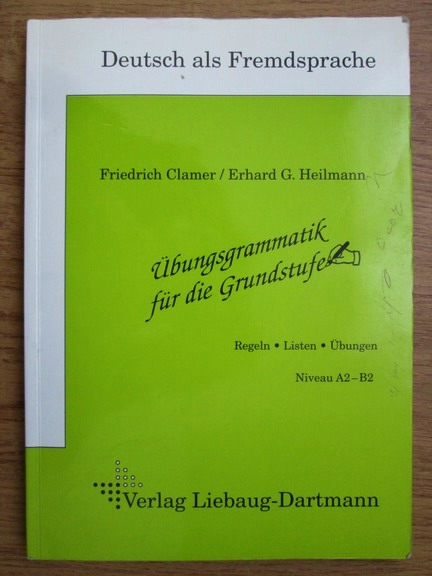 Deutsch als Fremdsprache
Friedrich Clamer / Erhard G. Heilmann
Übungsgrammatik
für die Grundstufe
Regeln • Listen • Übungen
Niveau A2–B2
Verlag Liebaug-Dartmann